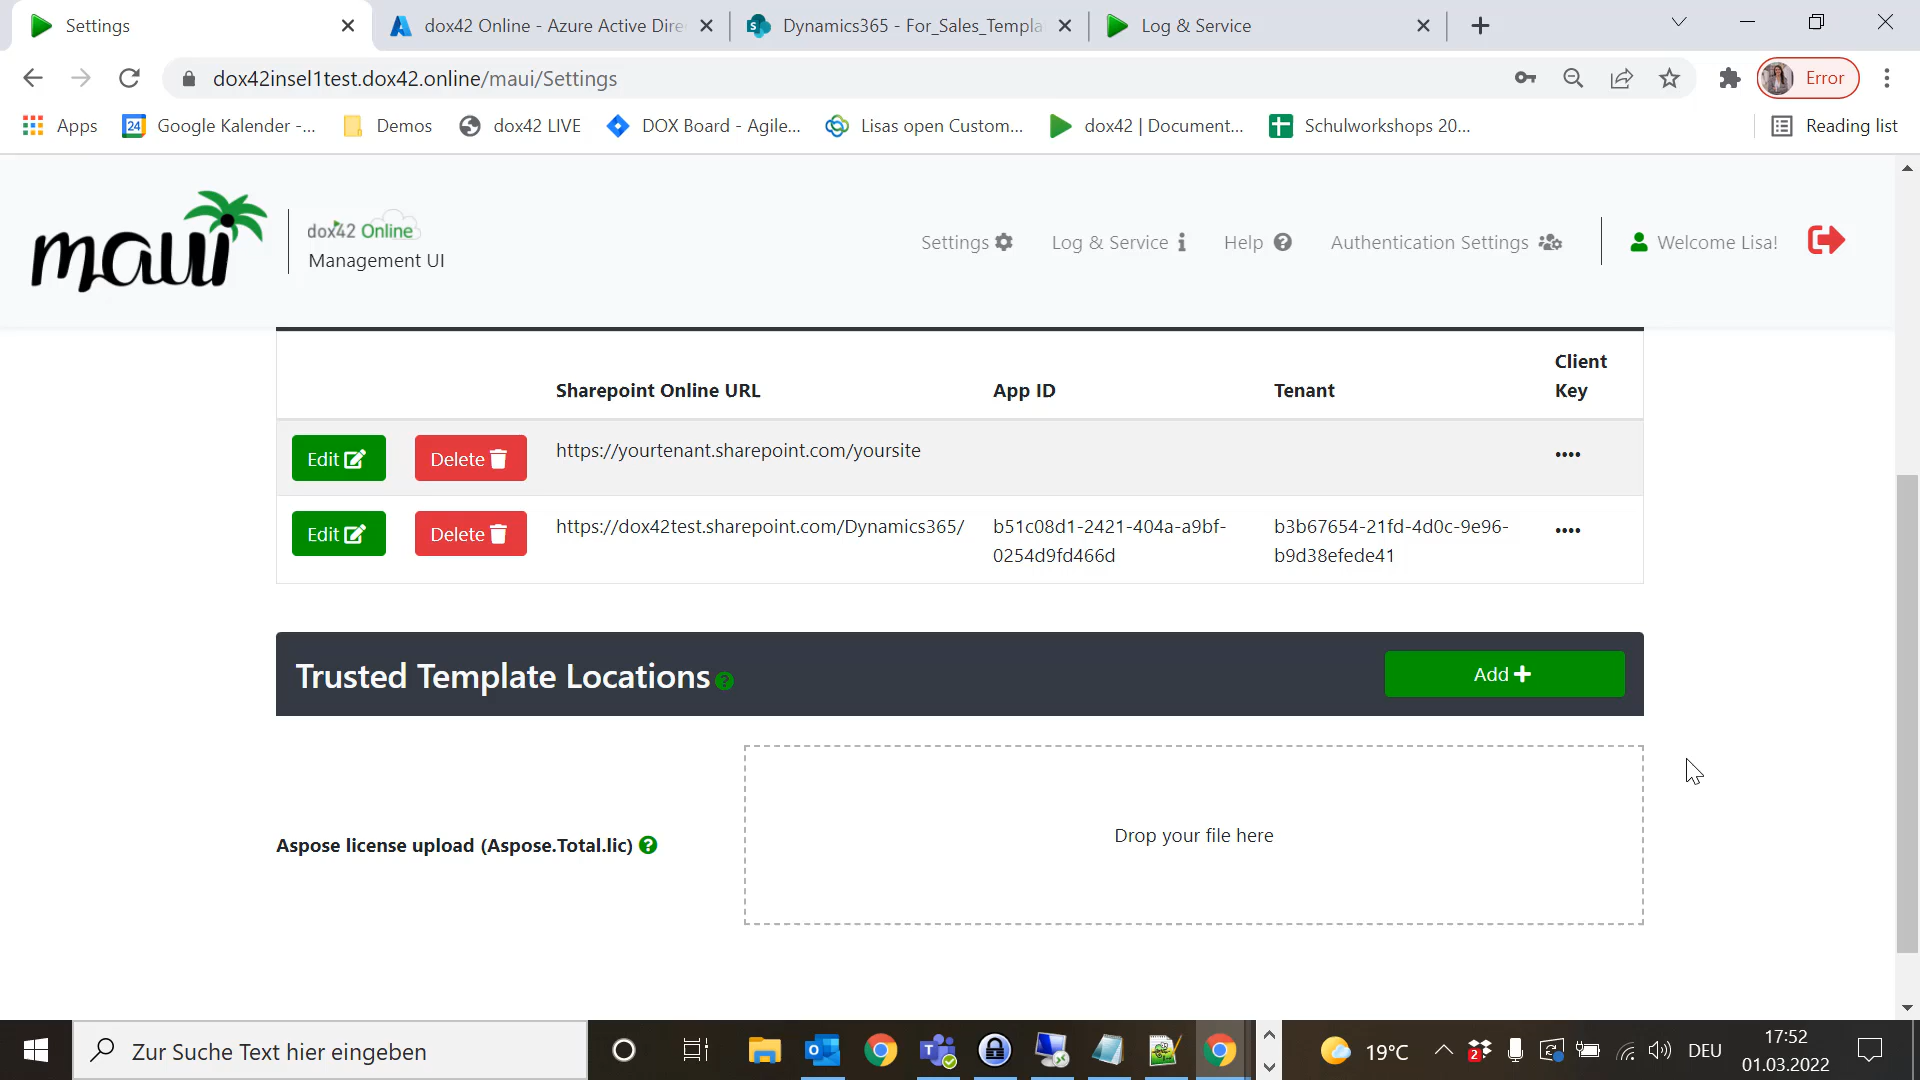 Settings
dox42 Online - Azure Active Dire
Dynamics365 - For_Sales_Templa
Log & Service
dox42insel1test.dox42.online/maui/Settings
Error
Apps
24
Google Kalender -...
Demos
dox42 LIVE
DOX Board - Agile...
Lisas open Custom...
dox42 | Document...
Schulworkshops 20...
Reading list
maui
dox42 Online
Management UI
Settings
Log & Service
Help
Authentication Settings
Welcome Lisa!
Sharepoint Online URL
App ID
Tenant
Client
Key
Edit
Delete
https://yourtenant.sharepoint.com/yoursite
••••
Edit
Delete
https://dox42test.sharepoint.com/Dynamics365/
b51c08d1-2421-404a-a9bf-
0254d9fd466d
b3b67654-21fd-4d0c-9e96-
b9d38efede41
••••
Trusted Template Locations
Add
Aspose license upload (Aspose.Total.lic)
Drop your file here
Zur Suche Text hier eingeben
19°C
2
DEU
17:52
01.03.2022